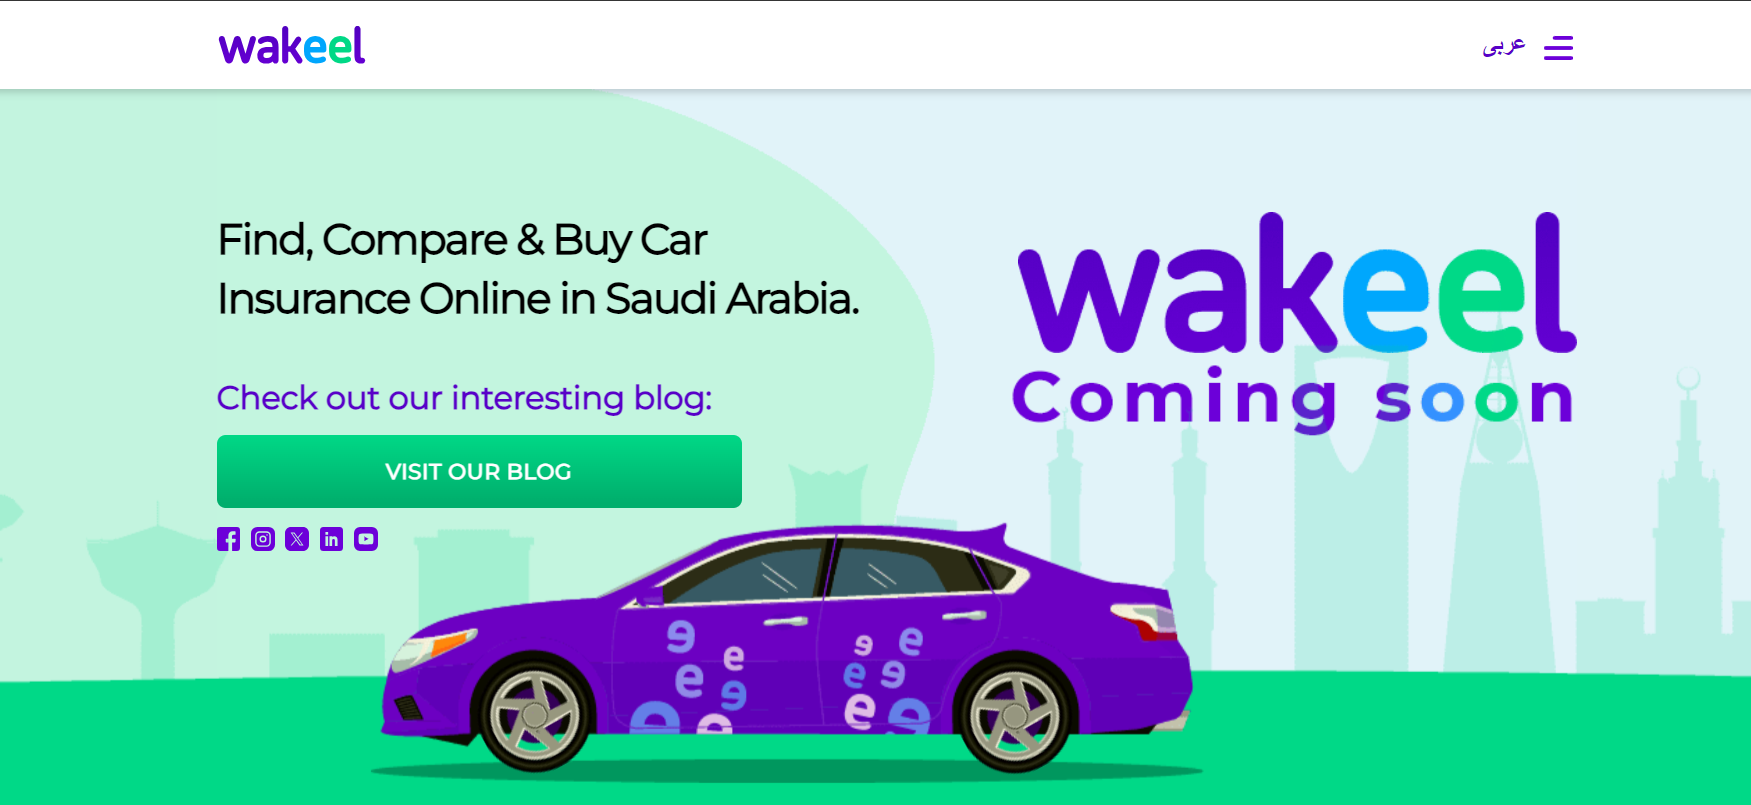 wakeel
عربى
Find, Compare & Buy Car
Insurance Online in Saudi Arabia.
wakeel
Coming soon
Check out our interesting blog:
VISIT OUR BLOG